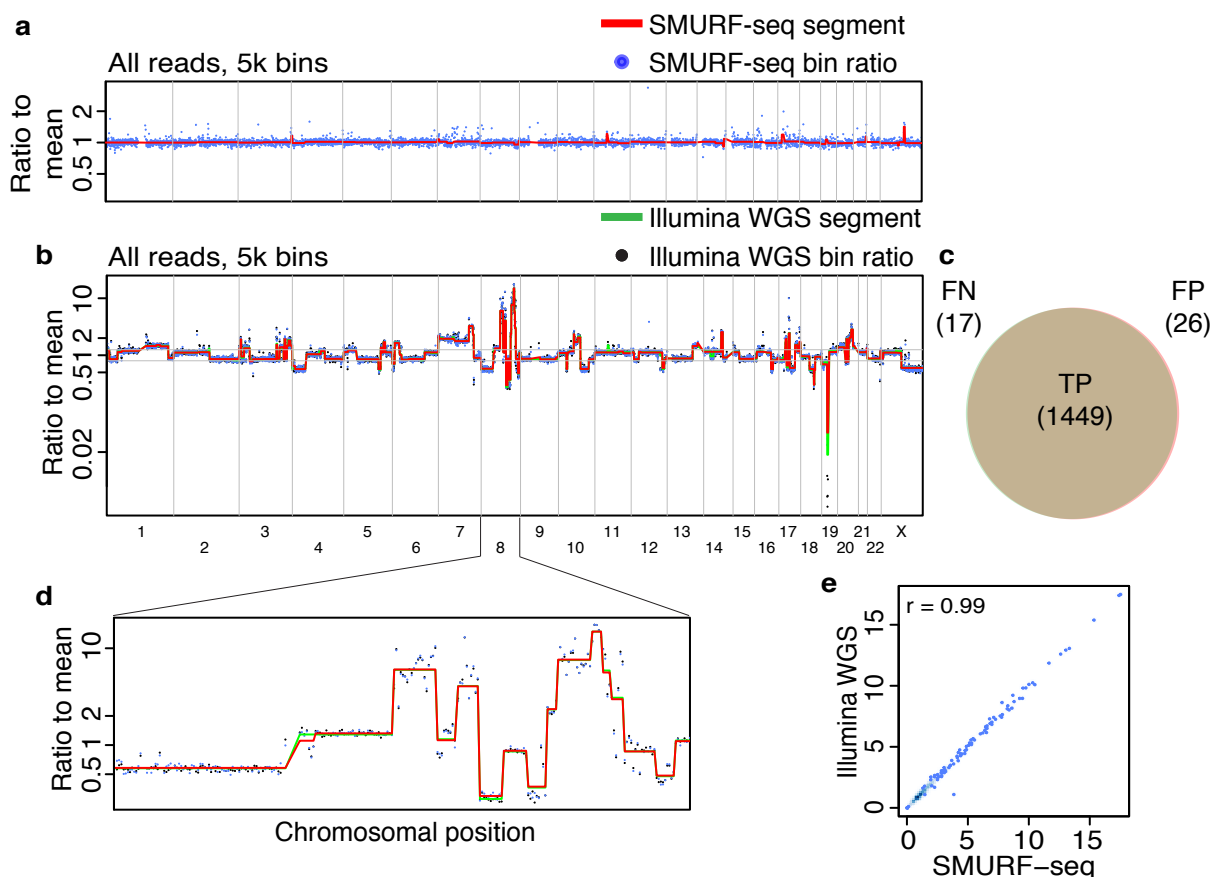 a
SMURF-seq segment
All reads, 5k bins
SMURF-seq bin ratio
Ratio to
mean
2
1
0.5
Illumina WGS segment
b
All reads, 5k bins
Illumina WGS bin ratio
Ratio to mean
10
2
1
0.5
0.02
1 2 3 4 5 6 7 8 9 10 11 12 13 14 15 16 17 18 19 20 21 22 X
c
FN
(17)
FP
(26)
TP
(1449)
d
Ratio to mean
10
2
1
0.5
Chromosomal position
e
r = 0.99
Illumina WGS
15
10
5
0
0 5 10 15
SMURF−seq